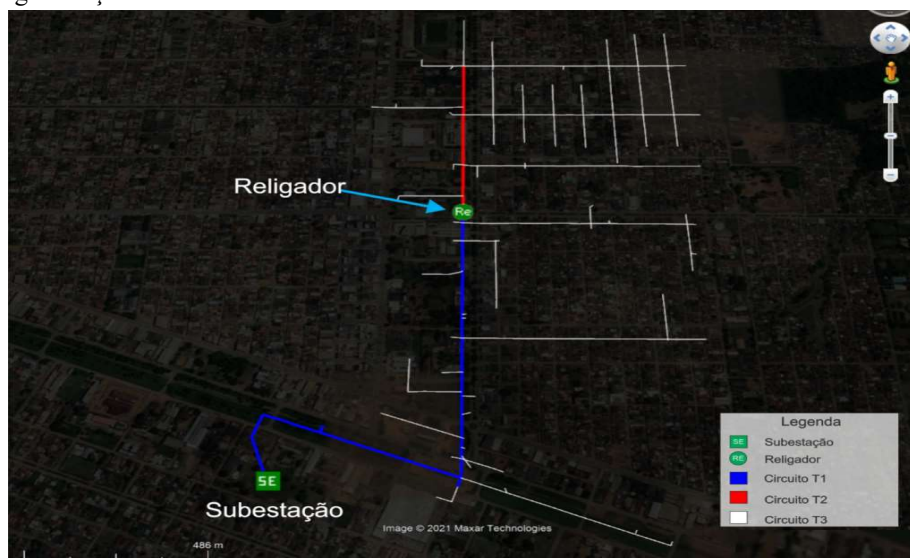 Religador
Re
SE
Subestação
Legenda
SE Subestação
RE Religador
Circuito T1
Circuito T2
Circuito T3
Image © 2021 Maxar Technologies
486 m